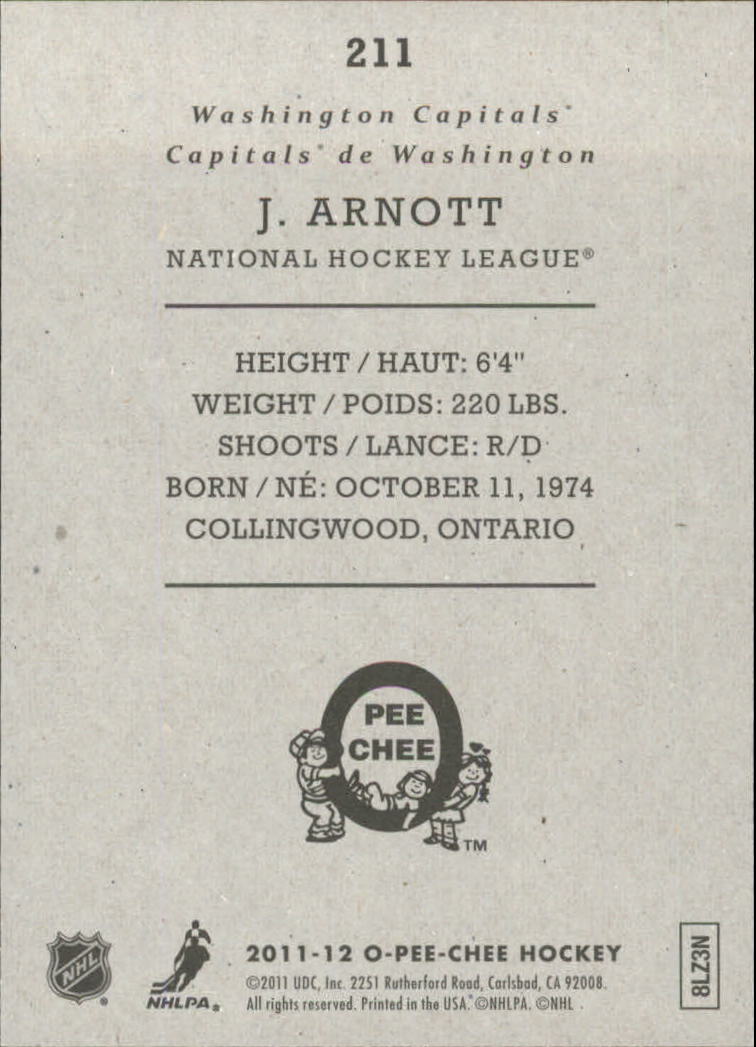 211
Washington Capitals®
Capitals® de Washington
J. ARNOTT
NATIONAL HOCKEY LEAGUE®
HEIGHT / HAUT: 6'4"
WEIGHT / POIDS: 220 LBS.
SHOOTS / LANCE: R/D
BORN / NÉ: OCTOBER 11, 1974
COLLINGWOOD, ONTARIO
O
PEE
CHEE
TM
NHL
®
NHLPA®
2011-12 O-PEE-CHEE HOCKEY
©2011 UDC, Inc. 2251 Rutherford Road, Carlsbad, CA 92008.
All rights reserved. Printed in the USA. ©NHLPA. ©NHL.
8LZ3N